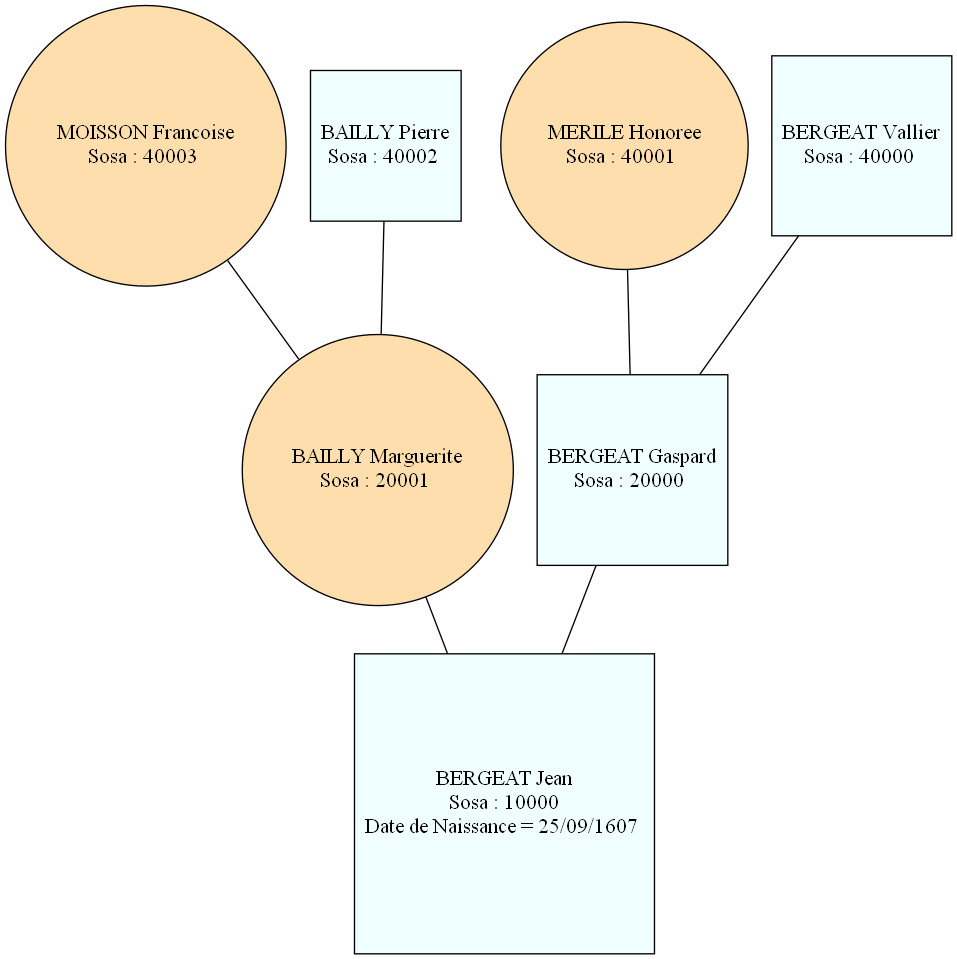 MOISSON Francoise
Sosa : 40003
BAILLY Pierre
Sosa : 40002
MERILE Honoree
Sosa : 40001
BERGEAT Vallier
Sosa : 40000
BAILLY Marguerite
Sosa : 20001
BERGEAT Gaspard
Sosa : 20000
BERGEAT Jean
Sosa : 10000
Date de Naissance = 25/09/1607